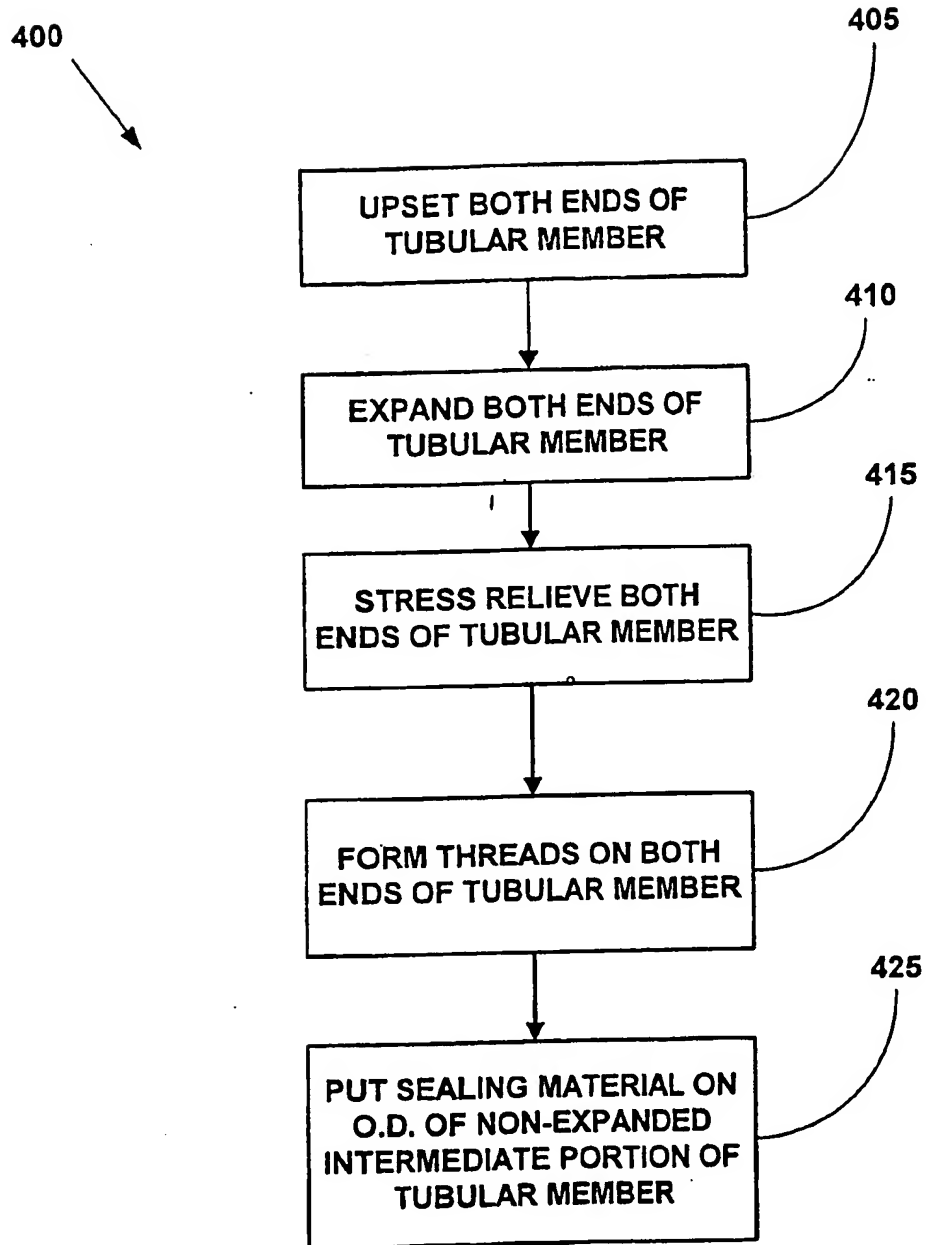 400
405
UPSET BOTH ENDS OF
TUBULAR MEMBER
410
EXPAND BOTH ENDS OF
TUBULAR MEMBER
415
STRESS RELIEVE BOTH
ENDS OF TUBULAR MEMBER
420
FORM THREADS ON BOTH
ENDS OF TUBULAR MEMBER
425
PUT SEALING MATERIAL ON
O.D. OF NON-EXPANDED
INTERMEDIATE PORTION OF
TUBULAR MEMBER